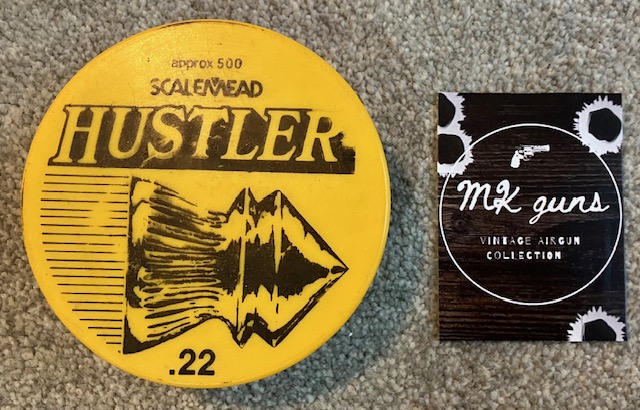 approx 500
SCALEMEAD
HUSTLER
.22
MK guns
VINTAGE AIRGUN
COLLECTION